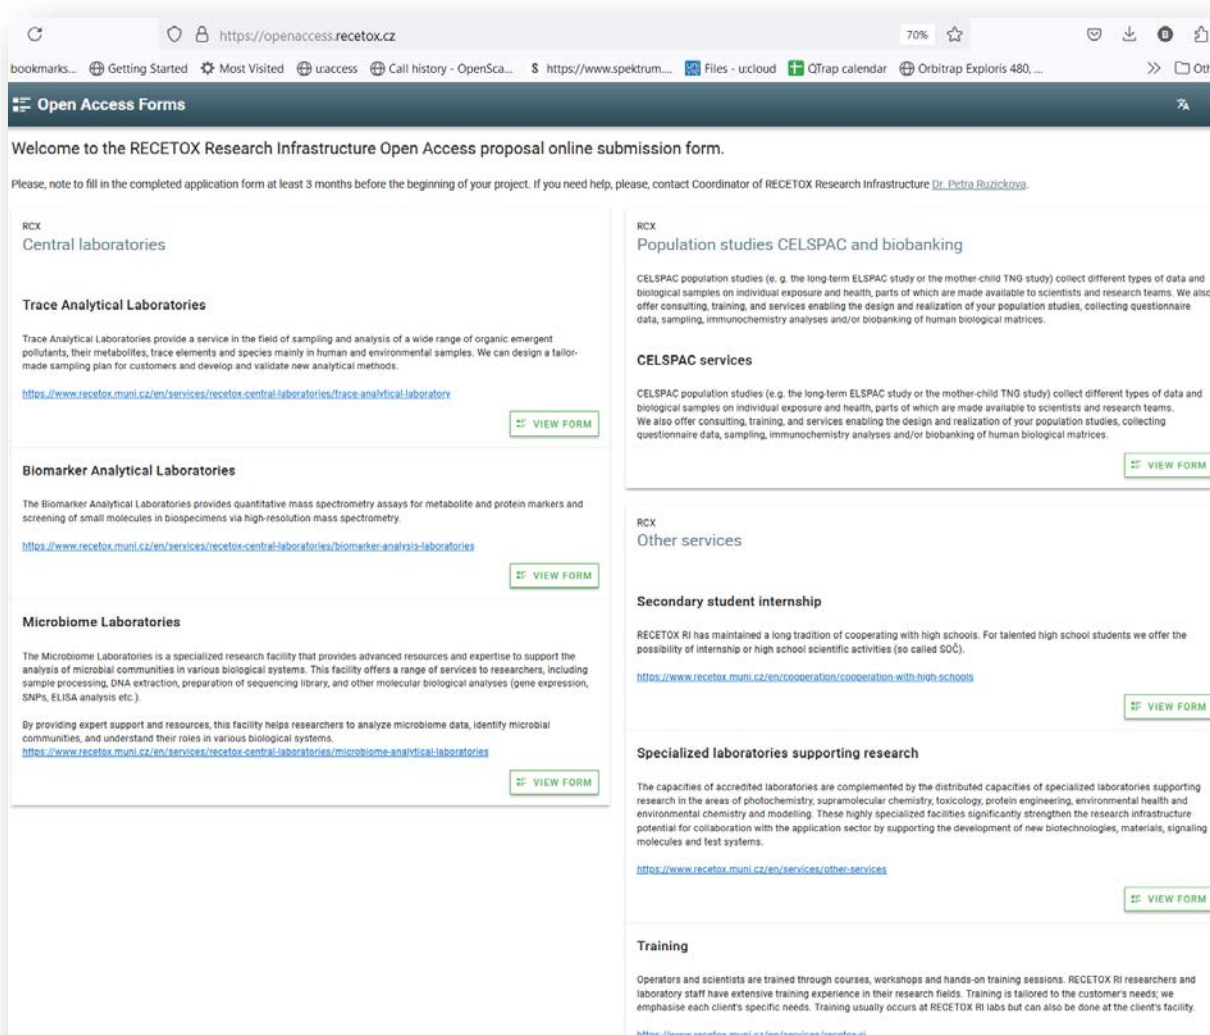 https://openaccess.recetox.cz
70%
bookmarks...
Getting Started
Most Visited
u:access
Call history - OpenSca...
S https://www.spektrum....
Files - u:cloud
QTrap calendar
Orbitrap Exploris 480, ...
Open Access Forms
Welcome to the RECETOX Research Infrastructure Open Access proposal online submission form.
Please, note to fill in the completed application form at least 3 months before the beginning of your project. If you need help, please, contact Coordinator of RECETOX Research Infrastructure Dr. Petra Ruzickova.
RCX
Central laboratories
Trace Analytical Laboratories
Trace Analytical Laboratories provide a service in the field of sampling and analysis of a wide range of organic emergent
pollutants, their metabolites, trace elements and species mainly in human and environmental samples. We can design a tailor-
made sampling plan for customers and develop and validate new analytical methods.
https://www.recetox.muni.cz/en/services/recetox-central-laboratories/trace-analytical-laboratory
VIEW FORM
Biomarker Analytical Laboratories
The Biomarker Analytical Laboratories provides quantitative mass spectrometry assays for metabolite and protein markers and
screening of small molecules in biospecimens via high-resolution mass spectrometry.
https://www.recetox.muni.cz/en/services/recetox-central-laboratories/biomarker-analysis-laboratories
VIEW FORM
Microbiome Laboratories
The Microbiome Laboratories is a specialized research facility that provides advanced resources and expertise to support the
analysis of microbial communities in various biological systems. This facility offers a range of services to researchers, including
sample processing, DNA extraction, preparation of sequencing library, and other molecular biological analyses (gene expression,
SNPs, ELISA analysis etc.).
By providing expert support and resources, this facility helps researchers to analyze microbiome data, identify microbial
communities, and understand their roles in various biological systems.
https://www.recetox.muni.cz/en/services/recetox-central-laboratories/microbiome-analytical-laboratories
VIEW FORM
RCX
Population studies CELSPAC and biobanking
CELSPAC population studies (e. g. the long-term ELSPAC study or the mother-child TNG study) collect different types of data and
biological samples on individual exposure and health, parts of which are made available to scientists and research teams. We also
offer consulting, training, and services enabling the design and realization of your population studies, collecting questionnaire
data, sampling, immunochemistry analyses and/or biobanking of human biological matrices.
CELSPAC services
CELSPAC population studies (e.g. the long-term ELSPAC study or the mother-child TNG study) collect different types of data and
biological samples on individual exposure and health, parts of which are made available to scientists and research teams.
We also offer consulting, training, and services enabling the design and realization of your population studies, collecting
questionnaire data, sampling, immunochemistry analyses and/or biobanking of human biological matrices.
VIEW FORM
RCX
Other services
Secondary student internship
RECETOX RI has maintained a long tradition of cooperating with high schools. For talented high school students we offer the
possibility of internship or high school scientific activities (so called SOČ).
https://www.recetox.muni.cz/en/cooperation/cooperation-with-high-schools
VIEW FORM
Specialized laboratories supporting research
The capacities of accredited laboratories are complemented by the distributed capacities of specialized laboratories supporting
research in the areas of photochemistry, supramolecular chemistry, toxicology, protein engineering, environmental health and
environmental chemistry and modelling. These highly specialized facilities significantly strengthen the research infrastructure
potential for collaboration with the application sector by supporting the development of new biotechnologies, materials, signaling
molecules and test systems.
https://www.recetox.muni.cz/en/services/other-services
VIEW FORM
Training
Operators and scientists are trained through courses, workshops and hands-on training sessions. RECETOX RI researchers and
laboratory staff have extensive training experience in their research fields. Training is tailored to the customer's needs; we
emphasise each client's specific needs. Training usually occurs at RECETOX RI labs but can also be done at the client's facility.